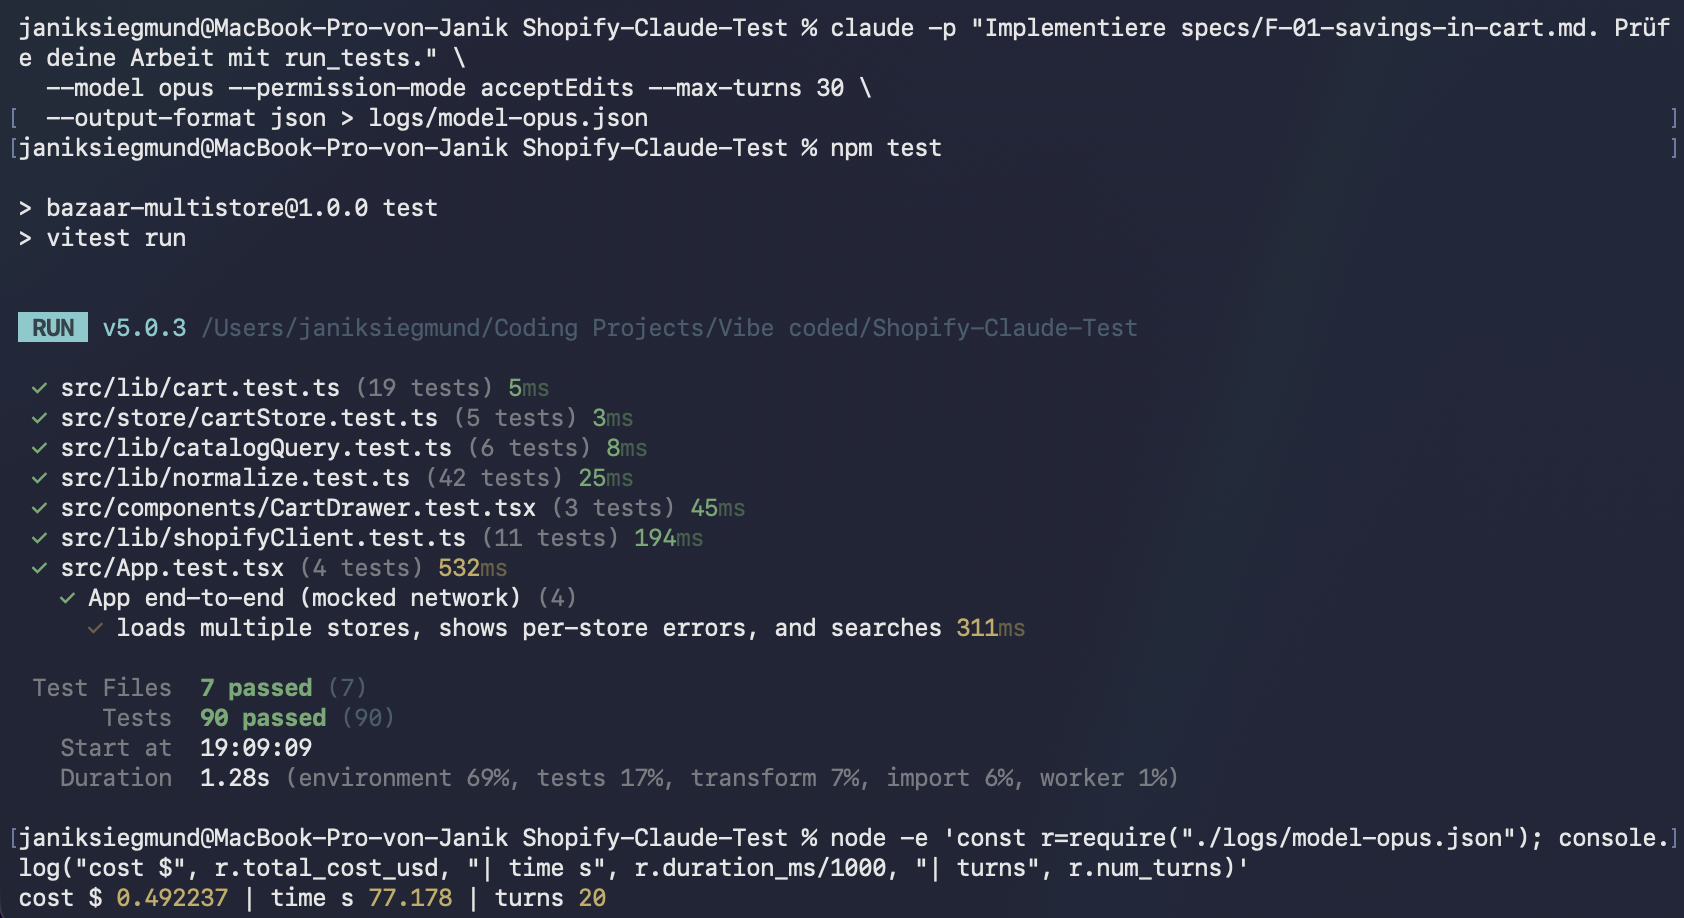 janiksiegmund@MacBook-Pro-von-Janik Shopify-Claude-Test % claude -p "Implementiere specs/F-01-savings-in-cart.md. Prüf
e deine Arbeit mit run_tests." \
  --model opus --permission-mode acceptEdits --max-turns 30 \
[  --output-format json > logs/model-opus.json ]
[janiksiegmund@MacBook-Pro-von-Janik Shopify-Claude-Test % npm test ]
> bazaar-multistore@1.0.0 test
> vitest run
RUN v5.0.3 /Users/janiksiegmund/Coding Projects/Vibe coded/Shopify-Claude-Test
✓ src/lib/cart.test.ts (19 tests) 5ms
✓ src/store/cartStore.test.ts (5 tests) 3ms
✓ src/lib/catalogQuery.test.ts (6 tests) 8ms
✓ src/lib/normalize.test.ts (42 tests) 25ms
✓ src/components/CartDrawer.test.tsx (3 tests) 45ms
✓ src/lib/shopifyClient.test.ts (11 tests) 194ms
✓ src/App.test.tsx (4 tests) 532ms
✓ App end-to-end (mocked network) (4)
✓ loads multiple stores, shows per-store errors, and searches 311ms
Test Files 7 passed (7)
Tests 90 passed (90)
Start at 19:09:09
Duration 1.28s (environment 69%, tests 17%, transform 7%, import 6%, worker 1%)
[janiksiegmund@MacBook-Pro-von-Janik Shopify-Claude-Test % node -e 'const r=require("./logs/model-opus.json"); console.]
log("cost $", r.total_cost_usd, "| time s", r.duration_ms/1000, "| turns", r.num_turns)'
cost $ 0.492237 | time s 77.178 | turns 20